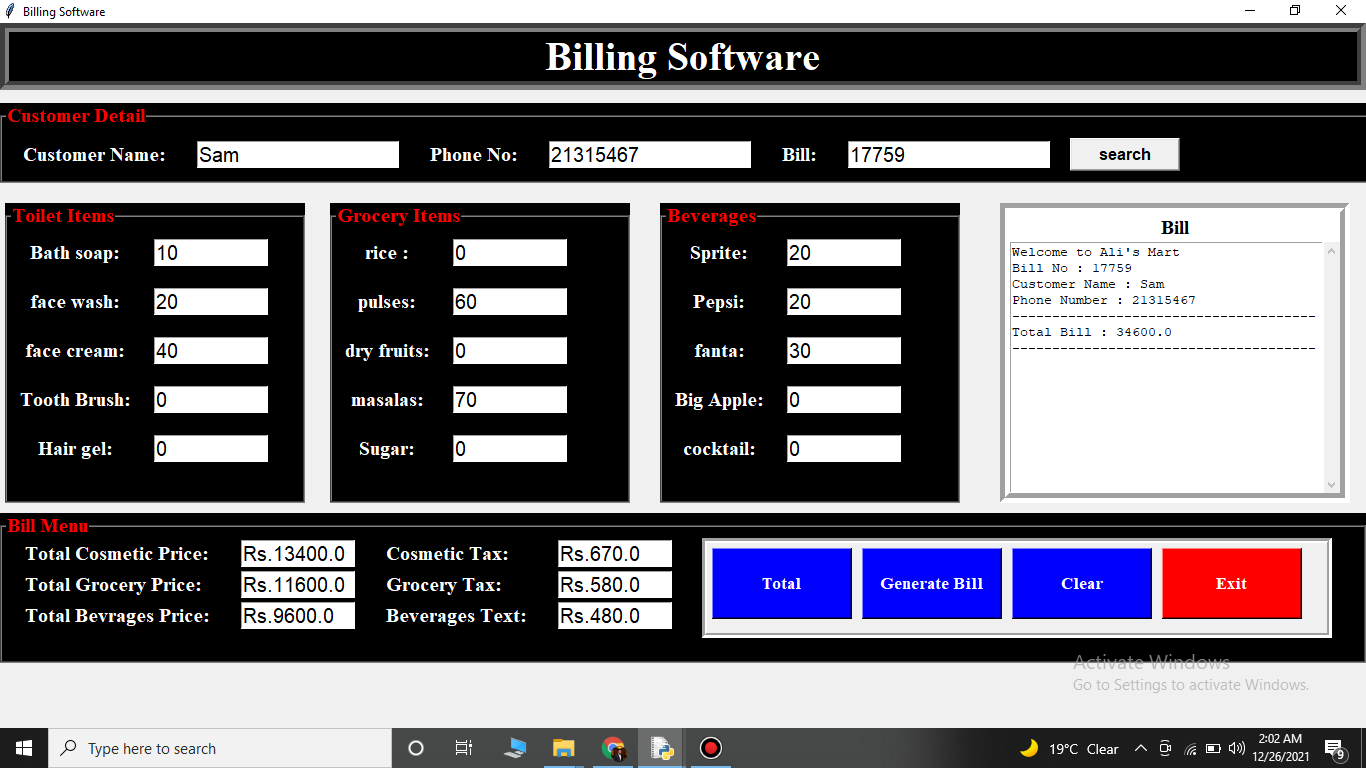 Billing Software
Billing Software
Customer Detail
Customer Name: Sam Phone No: 21315467 Bill: 17759 search
Toilet Items
Bath soap: 10
face wash: 20
face cream: 40
Tooth Brush: 0
Hair gel: 0
Grocery Items
rice : 0
pulses: 60
dry fruits: 0
masalas: 70
Sugar: 0
Beverages
Sprite: 20
Pepsi: 20
fanta: 30
Big Apple: 0
cocktail: 0
Bill
Welcome to Ali's Mart
Bill No : 17759
Customer Name : Sam
Phone Number : 21315467
--------------------------------------
Total Bill : 34600.0
--------------------------------------
Bill Menu
Total Cosmetic Price: Rs.13400.0 Cosmetic Tax: Rs.670.0
Total Grocery Price: Rs.11600.0 Grocery Tax: Rs.580.0
Total Bevrages Price: Rs.9600.0 Beverages Text: Rs.480.0
Total Generate Bill Clear Exit
Activate Windows
Go to Settings to activate Windows.
Type here to search
19°C Clear
2:02 AM
12/26/2021
9